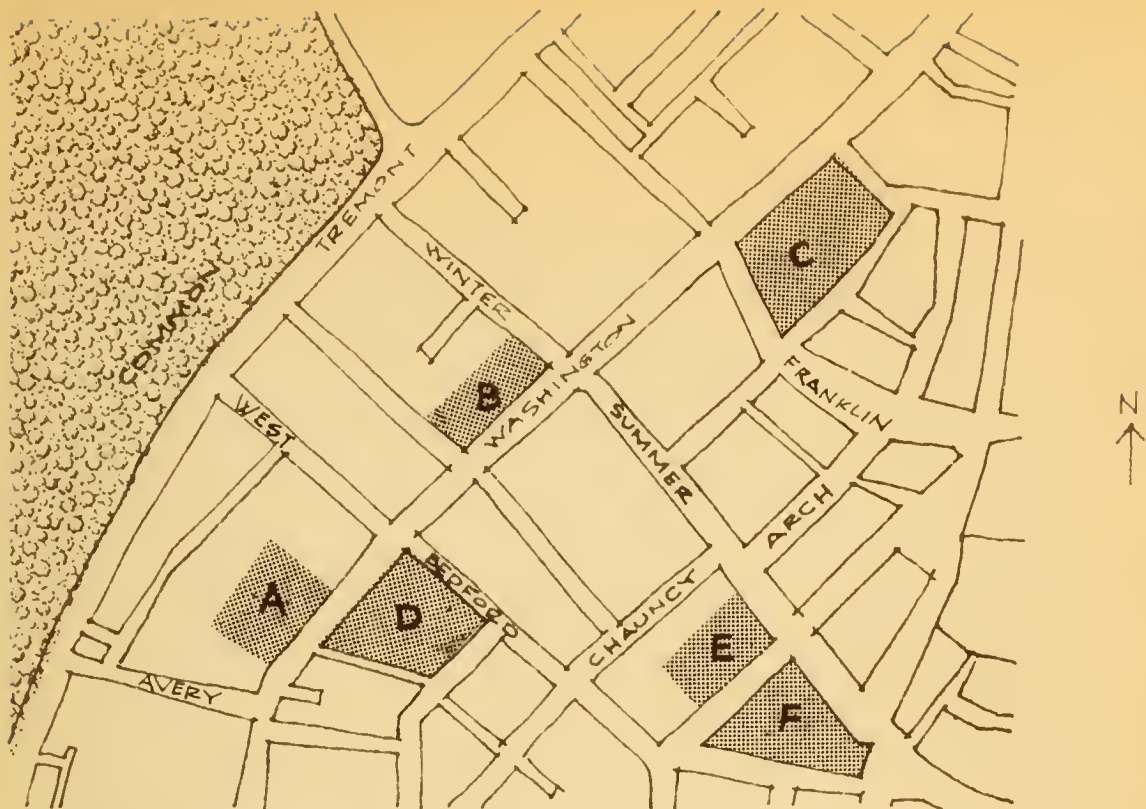 TREMONT
COMMON
WINTER
C
N
WASHINGTON
B
FRANKLIN
WEST
SUMMER
ARCH
BEDFORD
CHAUNCY
A
D
E
AVERY
F